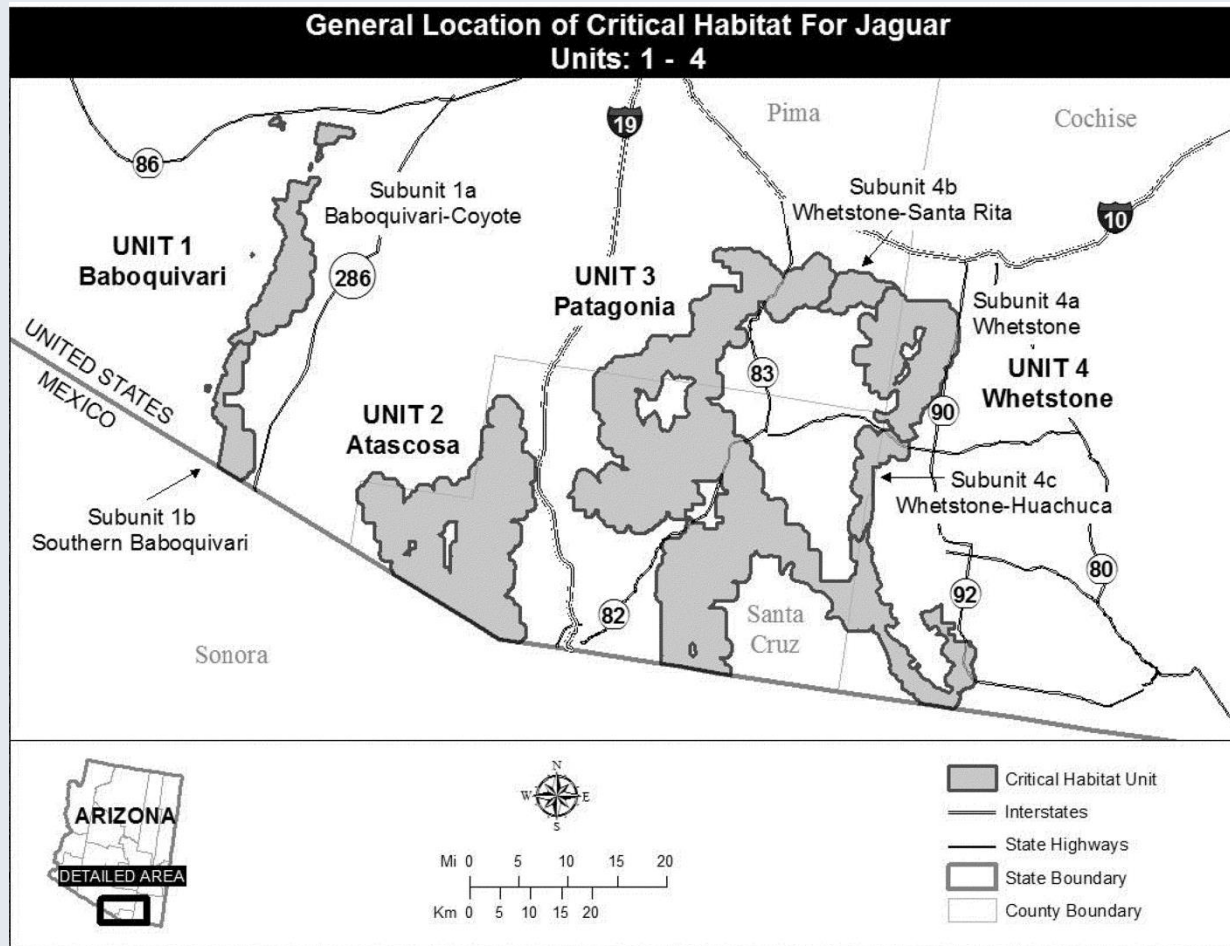 General Location of Critical Habitat For Jaguar
Units: 1 - 4
19
Pima
Cochise
86
Subunit 1a
Baboquivari-Coyote
Subunit 4b
Whetstone-Santa Rita
10
UNIT 1
Baboquivari
286
UNIT 3
Patagonia
Subunit 4a
Whetstone
UNITED STATES
MEXICO
83
UNIT 4
Whetstone
UNIT 2
Atascosa
90
Subunit 4c
Whetstone-Huachuca
Subunit 1b
Southern Baboquivari
80
92
82
Santa
Cruz
Sonora
ARIZONA
DETAILED AREA
N
W E
S
Mi 0 5 10 15 20
Km 0 5 10 15 20
Critical Habitat Unit
Interstates
State Highways
State Boundary
County Boundary